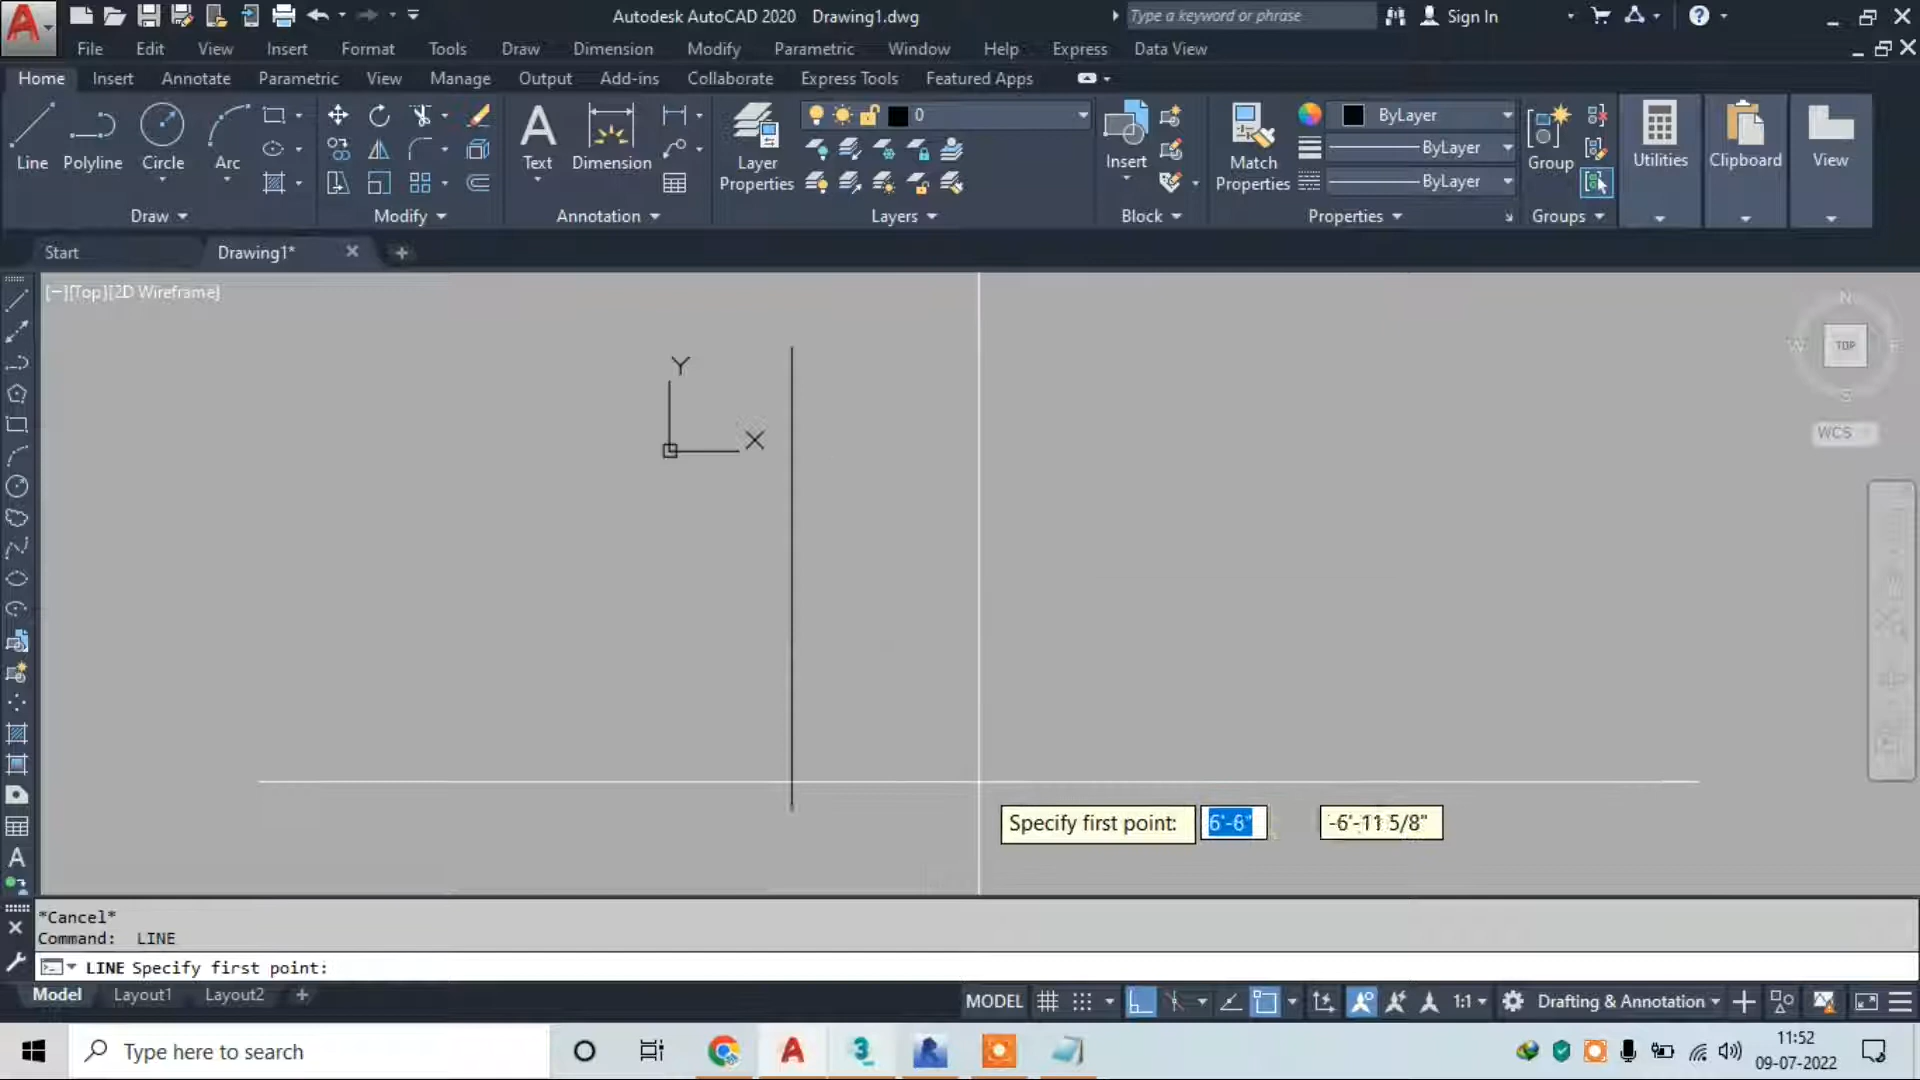 Autodesk AutoCAD 2020 Drawing1.dwg
Type a keyword or phrase
Sign In
File Edit View Insert Format Tools Draw Dimension Modify Parametric Window Help Express Data View
Home Insert Annotate Parametric View Manage Output Add-ins Collaborate Express Tools Featured Apps
0
ByLayer
ByLayer
ByLayer
Line Polyline Circle Arc
Text Dimension
Layer Properties
Insert
Match Properties
Group
Utilities
Clipboard
View
Draw Modify Annotation Layers Block Properties Groups
Start Drawing1*
[−][Top][2D Wireframe]
N
W
TOP
S
WCS
Y
X
Specify first point: 6'-6" -6'-11 5/8"
*Cancel*
Command: LINE
LINE Specify first point:
Model Layout1 Layout2 +
MODEL 1:1 Drafting & Annotation
Type here to search
11:52
09-07-2022